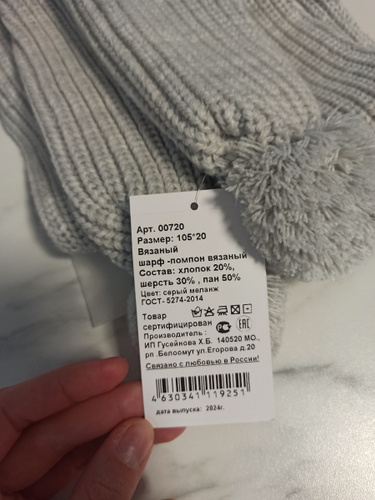 Арт. 00720
Размер: 105*20
Вязаный
шарф -помпон вязаный
Состав: хлопок 20%,
шерсть 30% , пан 50%
Цвет: серый меланж
ГОСТ- 5274-2014
Товар
сертифицирован
Производитель :
ИП Гусейнова Х.Б. 140520 МО.,
рп .Белоомут ул.Егорова д.20
Связано с любовью в России!
4 630341 119251
дата выпуска: 2024г.